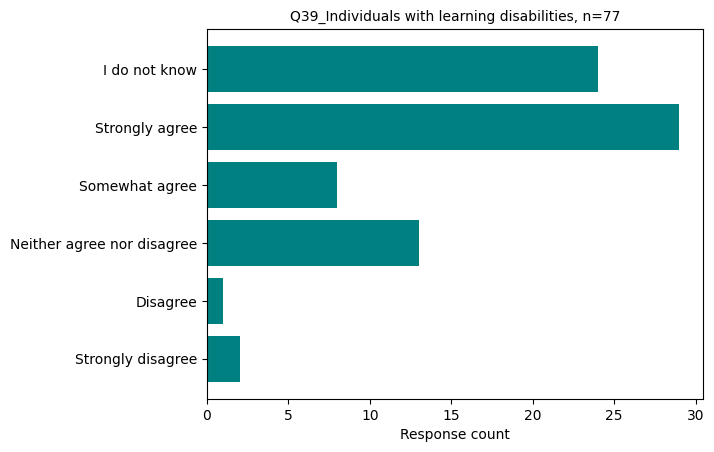 Q39_Individuals with learning disabilities, n=77
I do not know
Strongly agree
Somewhat agree
Neither agree nor disagree
Disagree
Strongly disagree
0 5 10 15 20 25 30
Response count